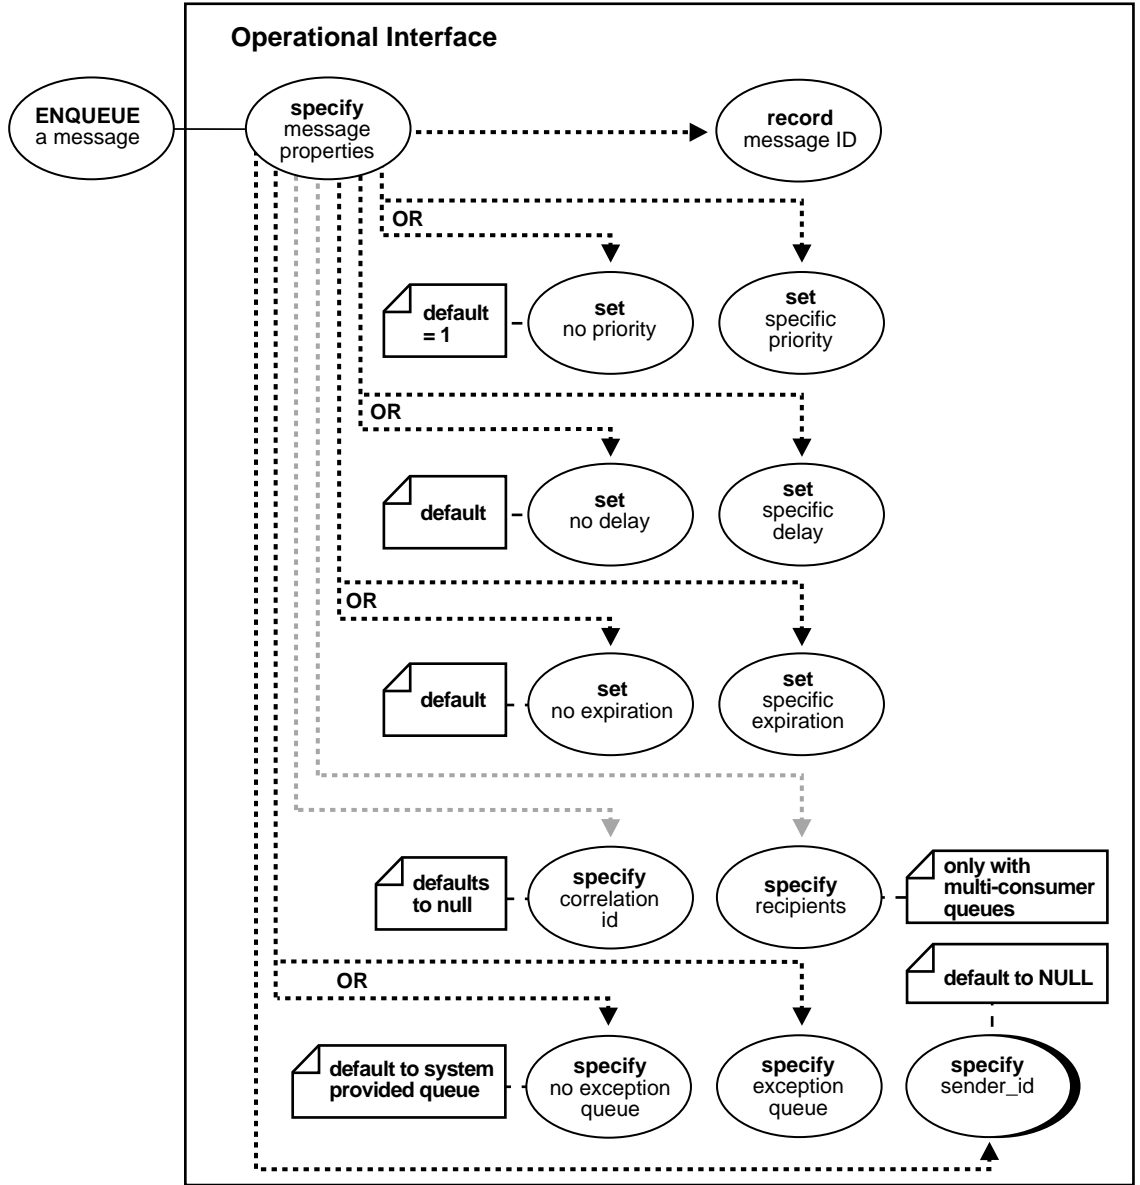 Operational Interface
ENQUEUE
a message
specify
message
properties
record
message ID
OR
default
= 1
set
no priority
set
specific
priority
OR
default
set
no delay
set
specific
delay
OR
default
set
no expiration
set
specific
expiration
defaults
to null
specify
correlation
id
specify
recipients
only with
multi-consumer
queues
default to NULL
OR
default to system
provided queue
specify
no exception
queue
specify
exception
queue
specify
sender_id